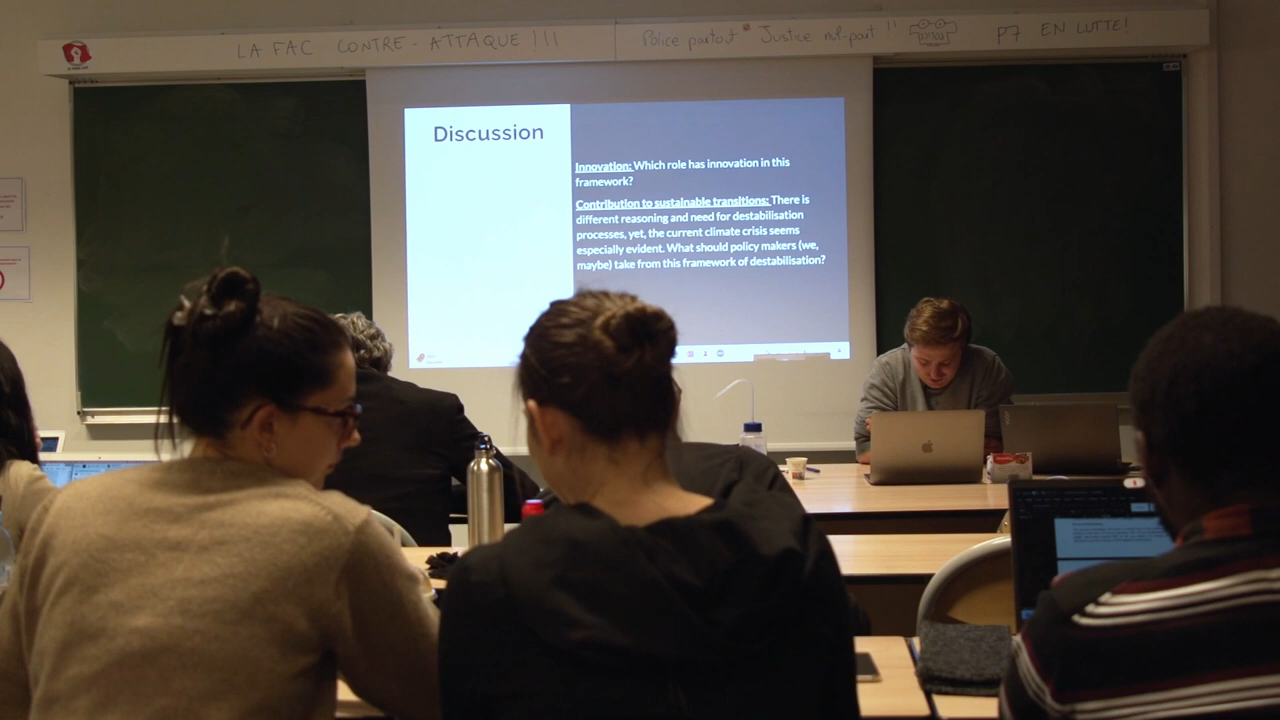 LA FAC CONTRE-ATTAQUE !!!
Police partout Justice nul-part !!
P7 EN LUTTE!
Discussion
Innovation: Which role has innovation in this
framework?
Contribution to sustainable transitions: There is
different reasoning and need for destabilisation
processes, yet, the current climate crisis seems
especially evident. What should policy makers (we,
maybe) take from this framework of destabilisation?